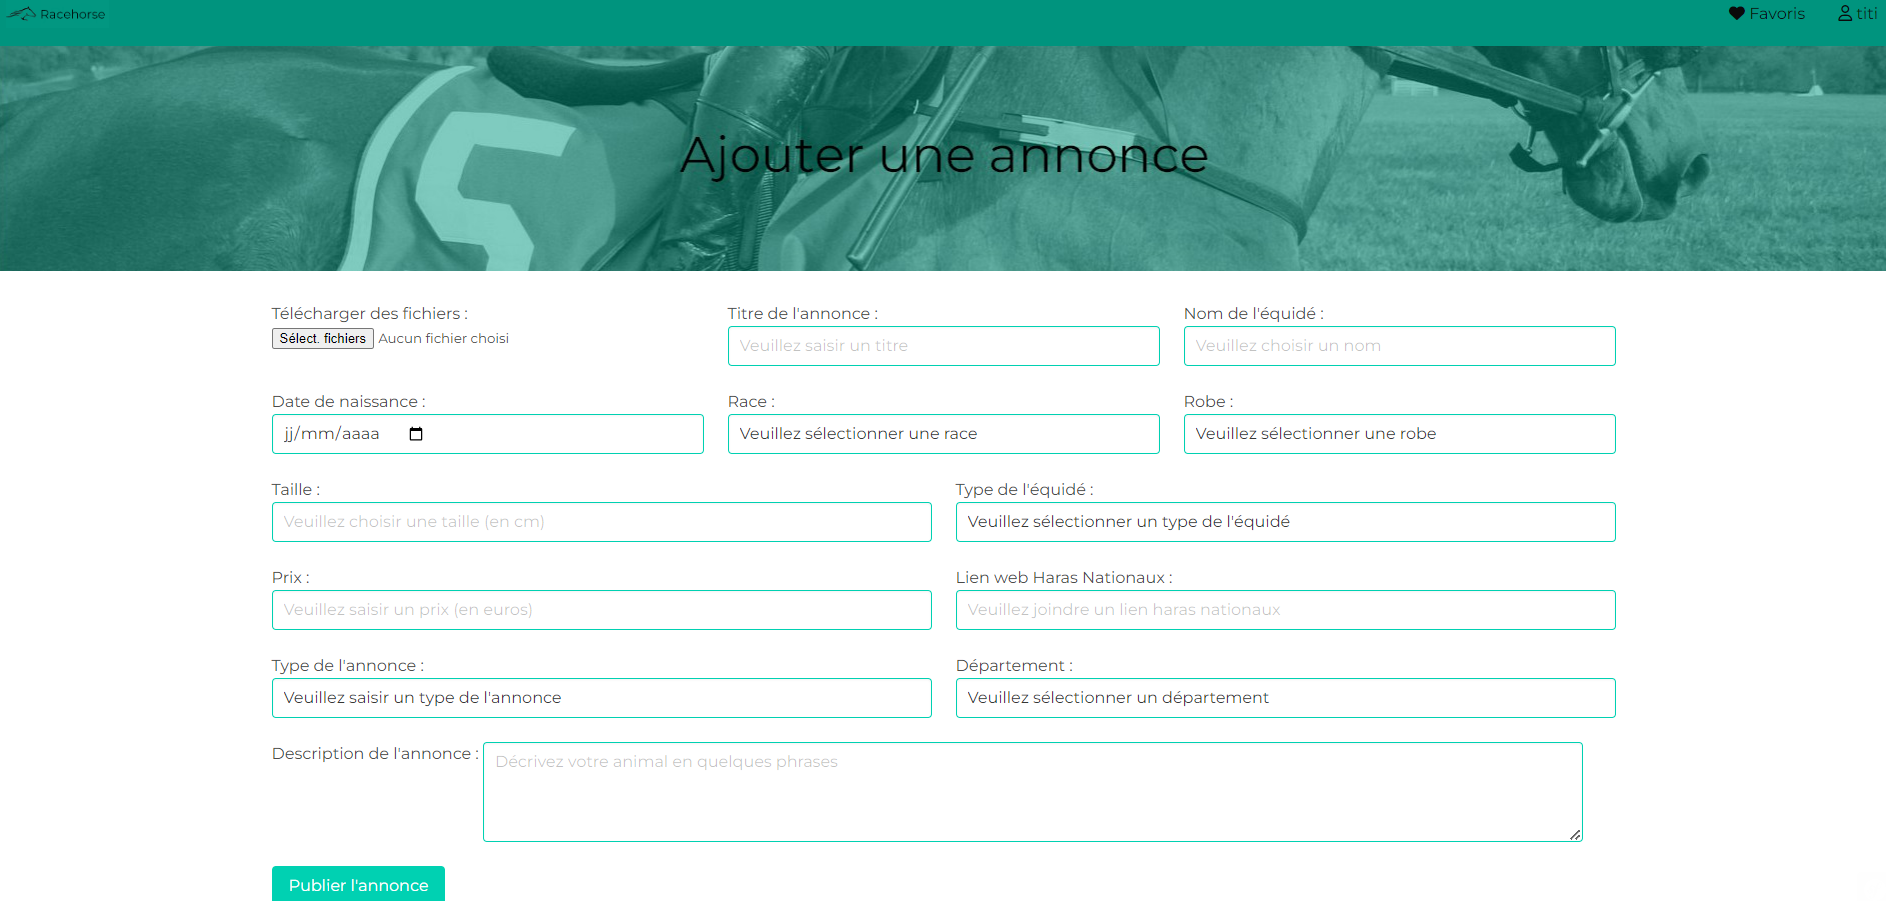 Racehorse
Favoris
titi
Ajouter une annonce
Télécharger des fichiers :
Sélect. fichiers Aucun fichier choisi
Titre de l'annonce :
Veuillez saisir un titre
Nom de l'équidé :
Veuillez choisir un nom
Date de naissance :
jj/mm/aaaa
Race :
Veuillez sélectionner une race
Robe :
Veuillez sélectionner une robe
Taille :
Veuillez choisir une taille (en cm)
Type de l'équidé :
Veuillez sélectionner un type de l'équidé
Prix :
Veuillez saisir un prix (en euros)
Lien web Haras Nationaux :
Veuillez joindre un lien haras nationaux
Type de l'annonce :
Veuillez saisir un type de l'annonce
Département :
Veuillez sélectionner un département
Description de l'annonce :
Décrivez votre animal en quelques phrases
Publier l'annonce